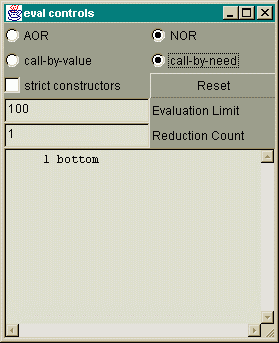 eval controls
AOR NOR
call-by-value call-by-need
strict constructors Reset
100 Evaluation Limit
1 Reduction Count
1 bottom